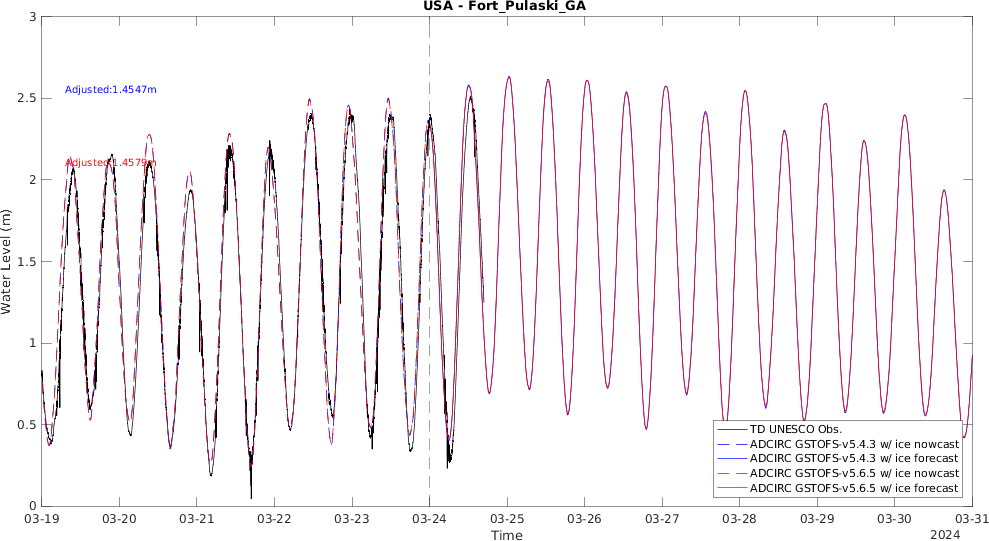 USA - Fort_Pulaski_GA
3
2.5
2
1.5
1
0.5
0
Water Level (m)
Adjusted:1.4547m
Adjusted:1.4579m
TD UNESCO Obs.
ADCIRC GSTOFS-v5.4.3 w/ ice nowcast
ADCIRC GSTOFS-v5.4.3 w/ ice forecast
ADCIRC GSTOFS-v5.6.5 w/ ice nowcast
ADCIRC GSTOFS-v5.6.5 w/ ice forecast
03-19 03-20 03-21 03-22 03-23 03-24 03-25 03-26 03-27 03-28 03-29 03-30 03-31
Time
2024